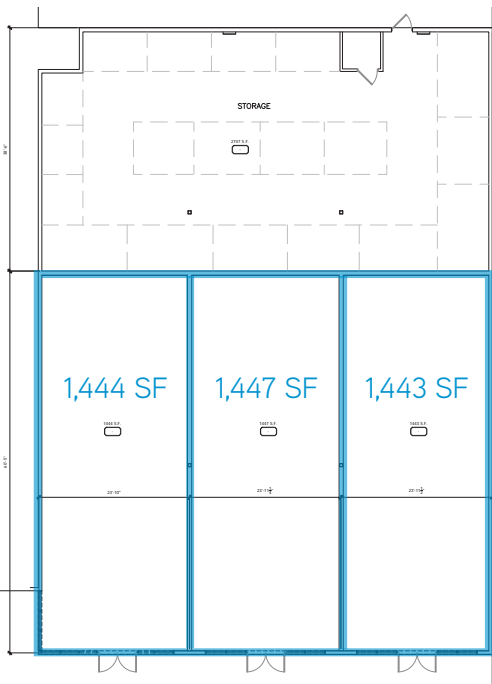 STORAGE
2707 S.F.
1,444 SF
1,447 SF
1,443 SF
1444 S.F.
1447 S.F.
1443 S.F.
23'-10"